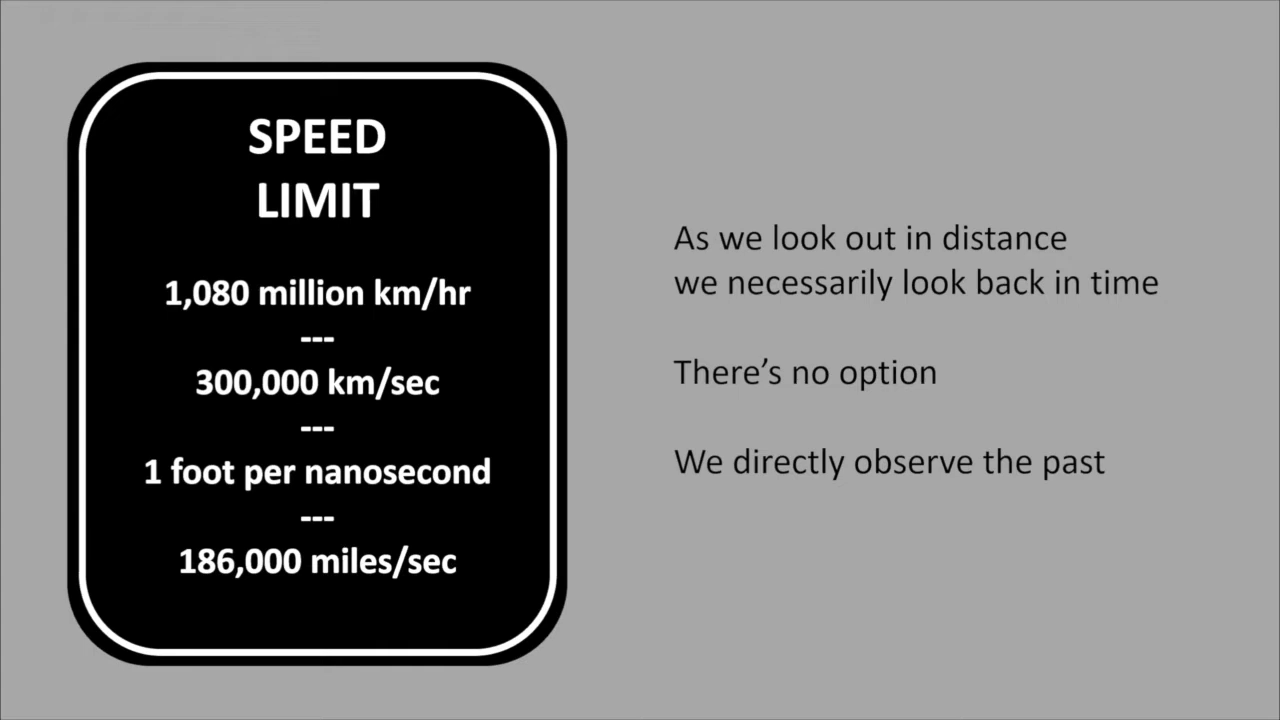 SPEED
LIMIT
1,080 million km/hr
---
300,000 km/sec
---
1 foot per nanosecond
---
186,000 miles/sec
As we look out in distance
we necessarily look back in time
There’s no option
We directly observe the past